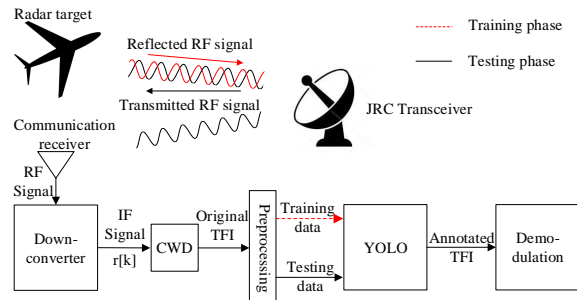 Radar target
Training phase
Reflected RF signal
Testing phase
Transmitted RF signal
JRC Transceiver
Communication
receiver
RF
Signal
Down-
converter
IF
Signal
r[k]
CWD
Original
TFI
Preprocessing
Training
data
Testing
data
YOLO
Annotated
TFI
Demo-
dulation